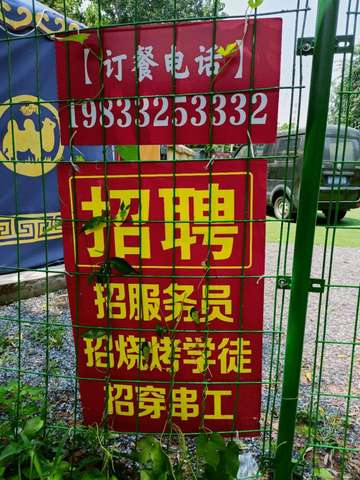 【订餐电话】
19833253332
招聘
招服务员
招烧烤学徒
招穿串工